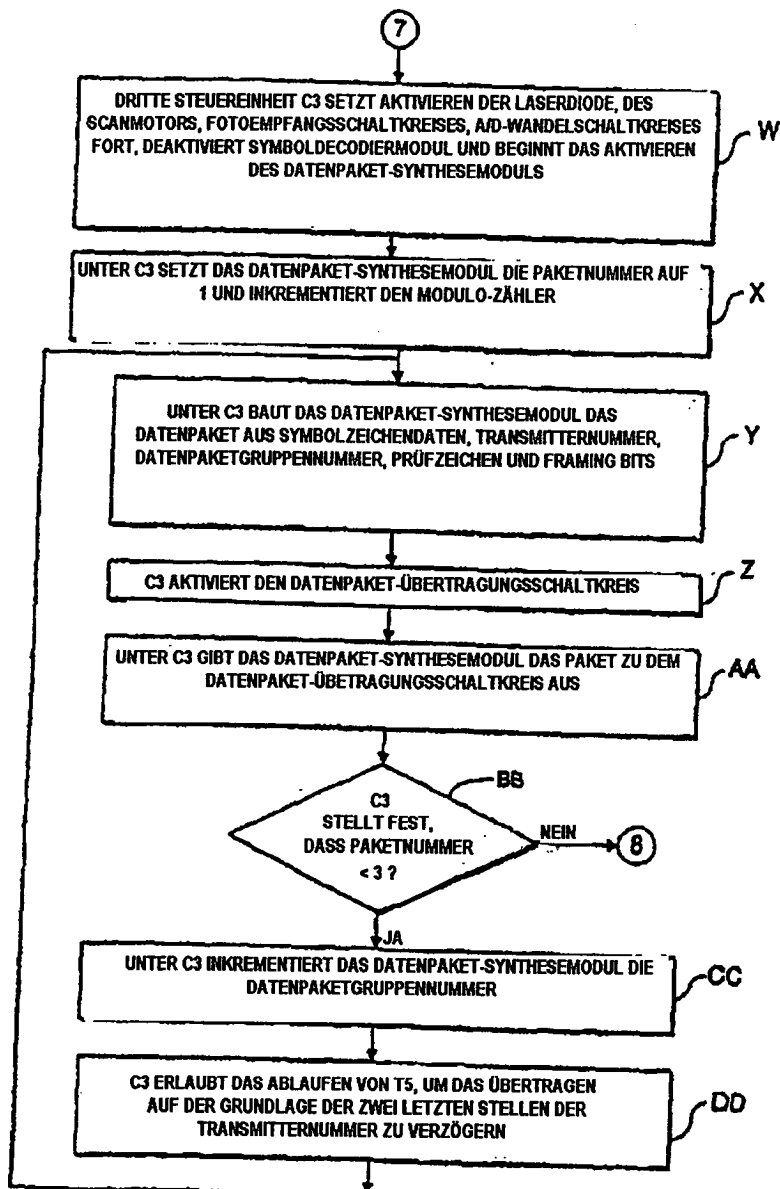 7
DRITTE STEUEREINHEIT C3 SETZT AKTIVIEREN DER LASERDIODE, DES
SCANMOTORS, FOTOEMPFANGSSCHALTKREISES, A/D-WANDELSCHALTKREISES
FORT, DEAKTIVIERT SYMBOLDECODIERMODUL UND BEGINNT DAS AKTIVIEREN
DES DATENPAKET-SYNTHESEMODULS
W
UNTER C3 SETZT DAS DATENPAKET-SYNTHESEMODUL DIE PAKETNUMMER AUF
1 UND INKREMENTIERT DEN MODULO-ZÄHLER
X
UNTER C3 BAUT DAS DATENPAKET-SYNTHESEMODUL DAS
DATENPAKET AUS SYMBOLZEICHENDATEN, TRANSMITTERNUMMER,
DATENPAKETGRUPPENNUMMER, PRÜFZEICHEN UND FRAMING BITS
Y
C3 AKTIVIERT DEN DATENPAKET-ÜBERTRAGUNGSSCHALTKREIS
Z
UNTER C3 GIBT DAS DATENPAKET-SYNTHESEMODUL DAS PAKET ZU DEM
DATENPAKET-ÜBETRAGUNGSSCHALTKREIS AUS
AA
BB
C3
STELLT FEST,
DASS PAKETNUMMER
< 3 ?
NEIN
8
JA
UNTER C3 INKREMENTIERT DAS DATENPAKET-SYNTHESEMODUL DIE
DATENPAKETGRUPPENNUMMER
CC
C3 ERLAUBT DAS ABLAUFEN VON T5, UM DAS ÜBERTRAGEN
AUF DER GRUNDLAGE DER ZWEI LETZTEN STELLEN DER
TRANSMITTERNUMMER ZU VERZÖGERN
DD